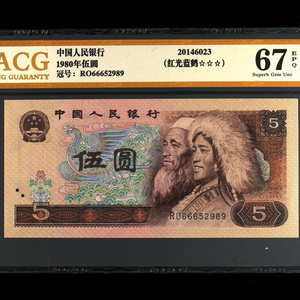 ACG
NG GUARANTY
中国人民银行
1980年伍圆
冠号：RO66652989
20146023
(红光蓝鹤☆☆☆)
67 EPQ
Superb Gem Unc
中国人民银行
5
伍圆
5
5
RO66652989